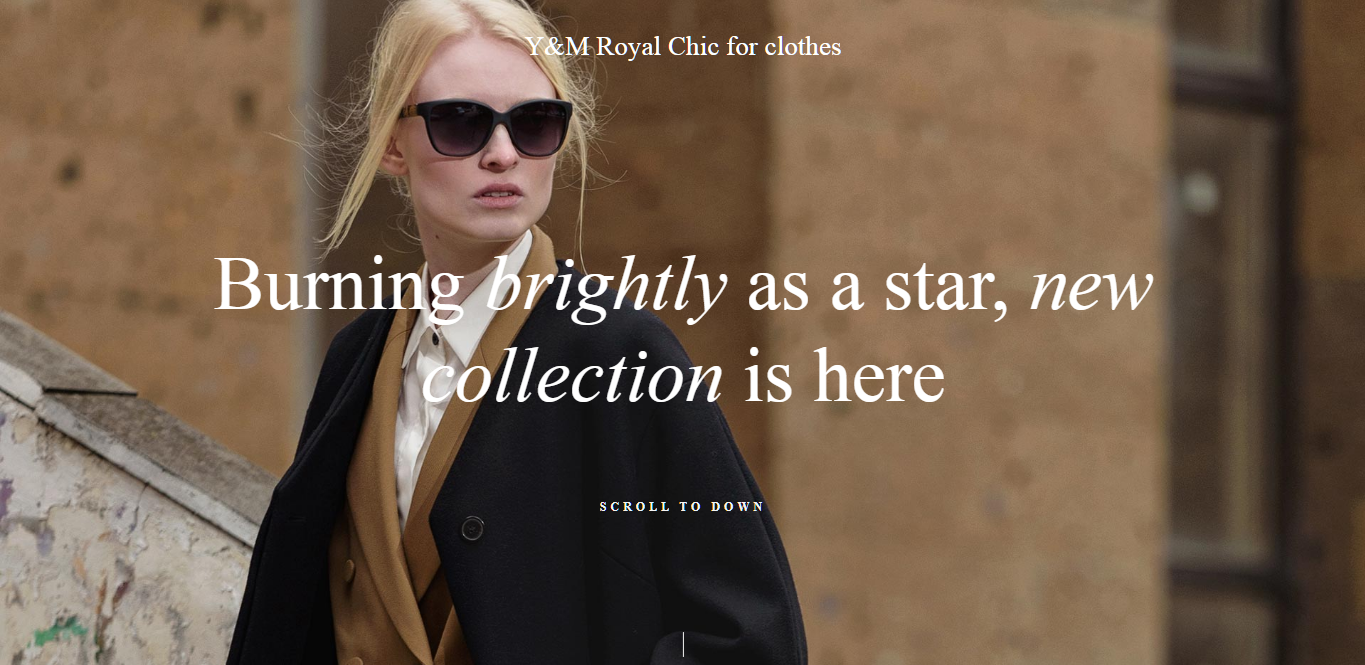 Y&M Royal Chic for clothes
Burning brightly as a star, new
collection is here
SCROLL TO DOWN